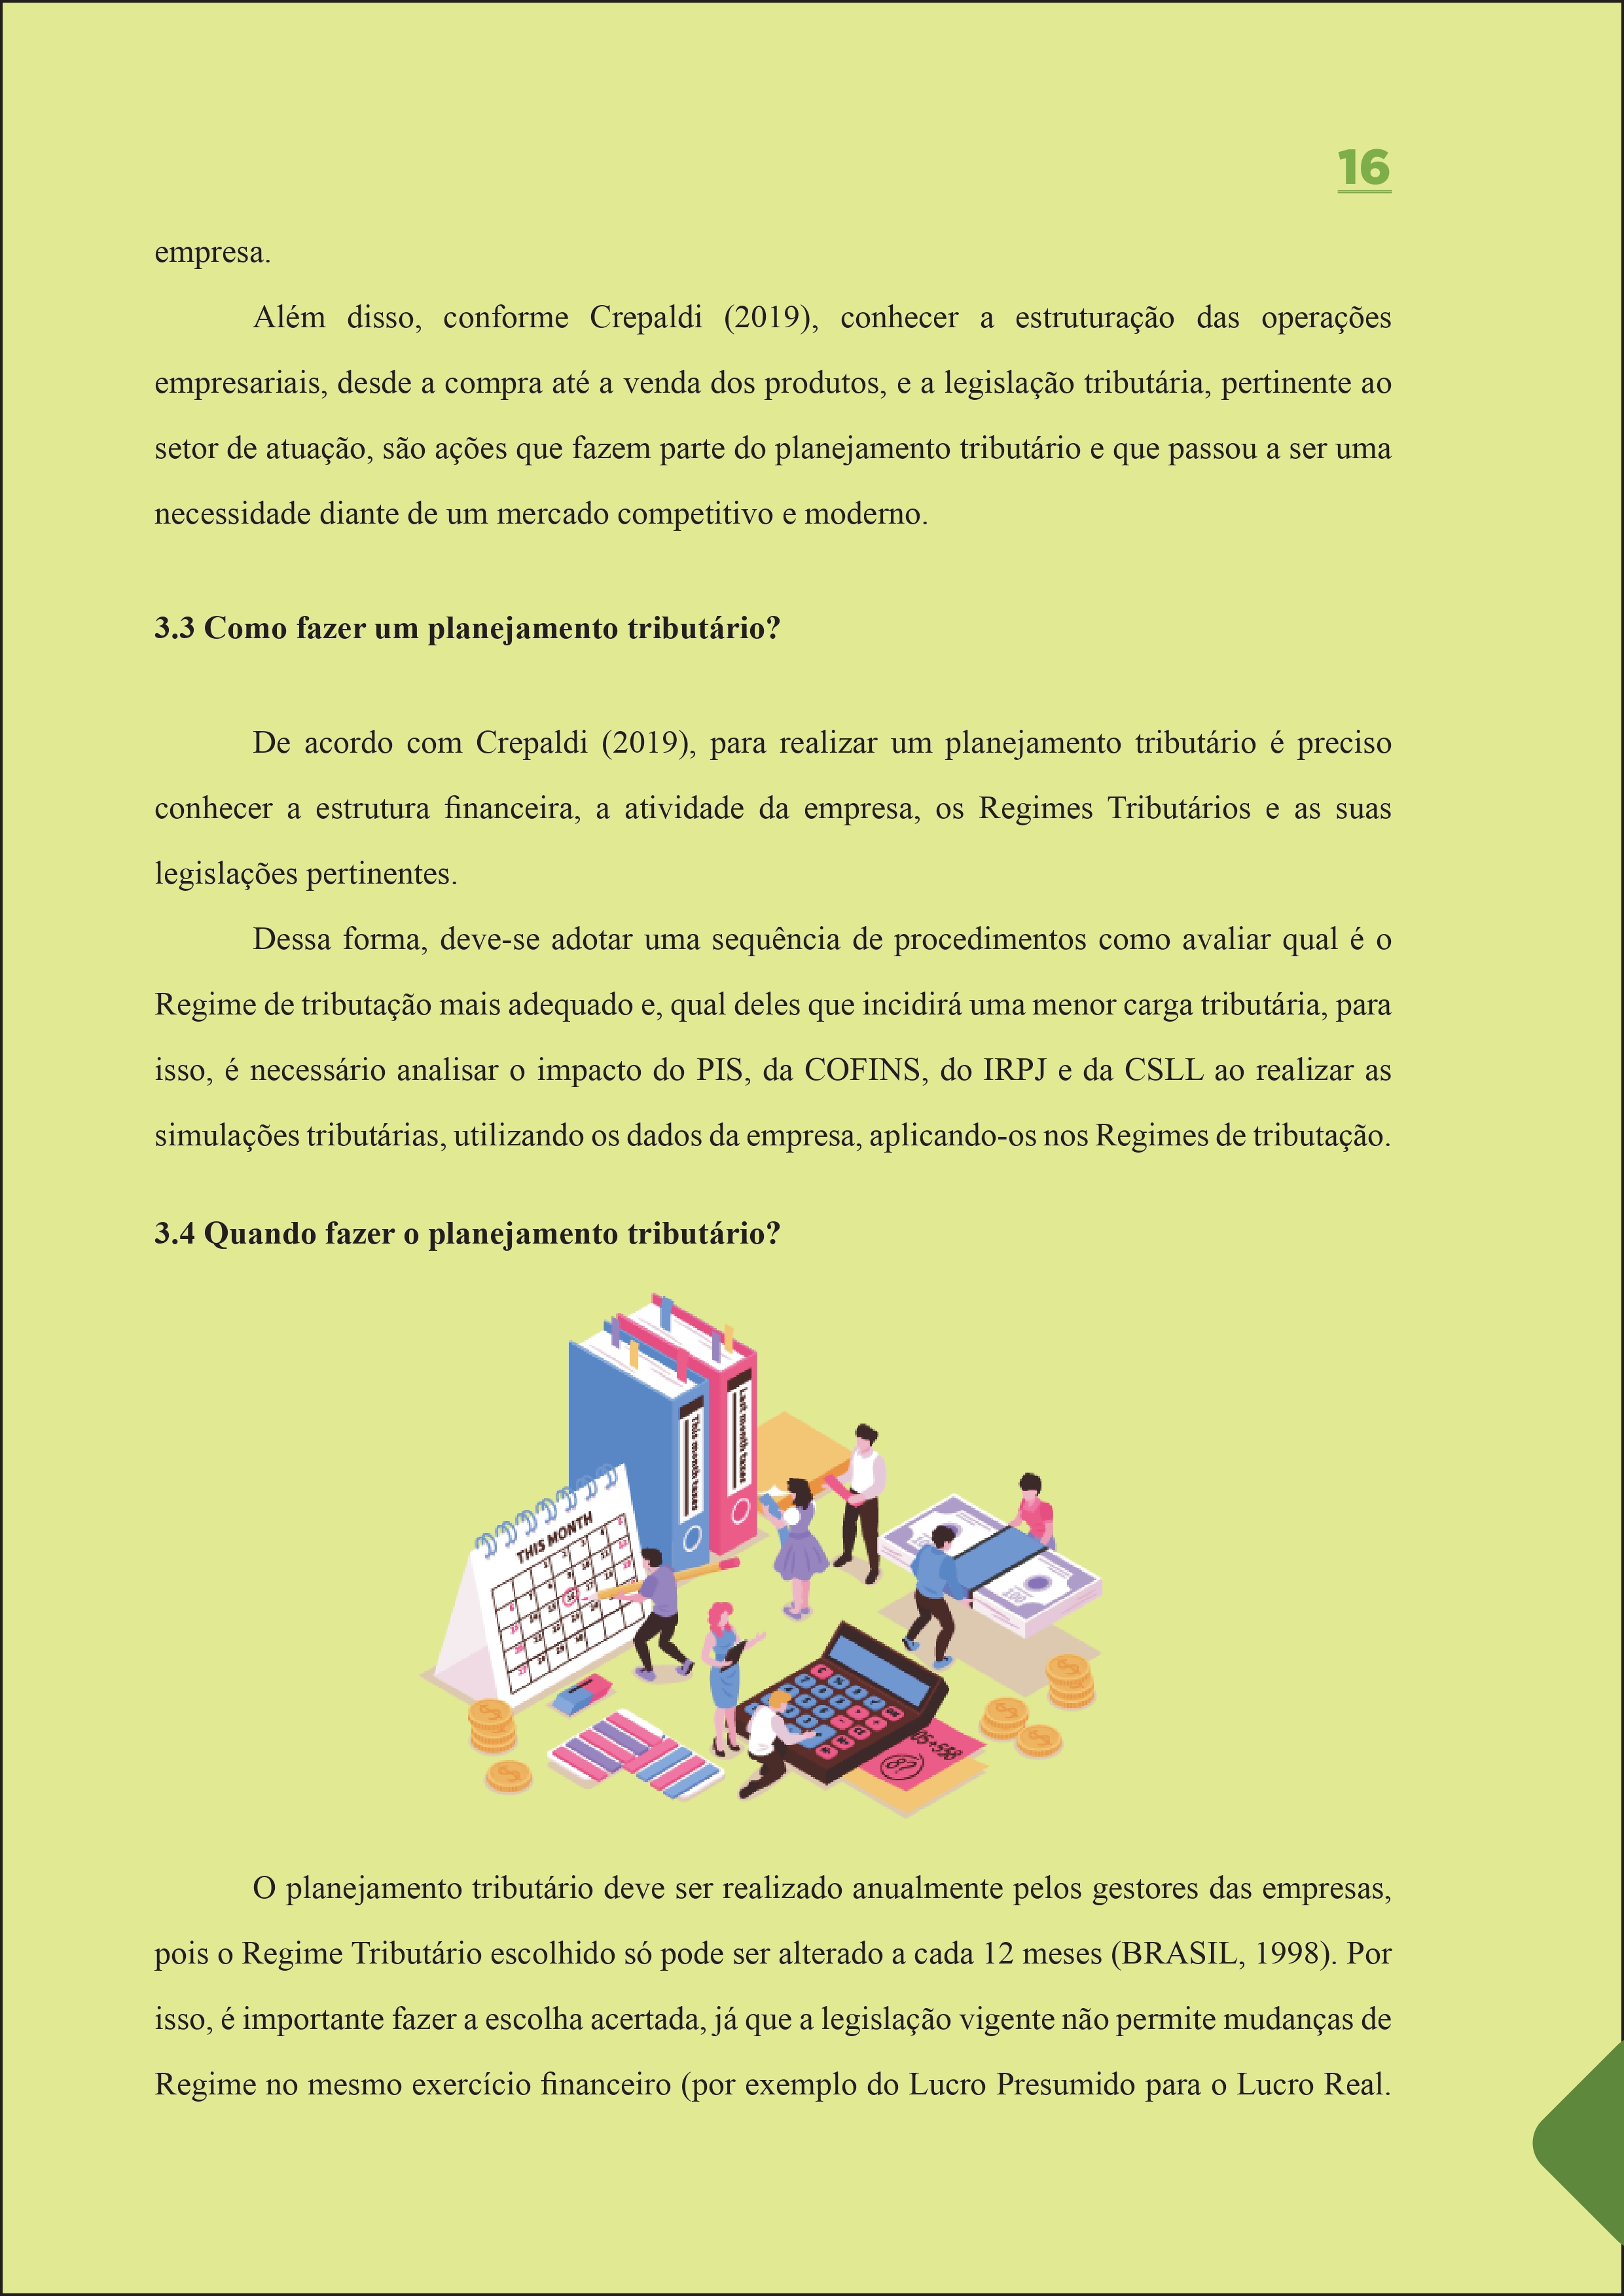 16
empresa.
Além disso, conforme Crepaldi (2019), conhecer a estruturação das operações
empresariais, desde a compra até a venda dos produtos, e a legislação tributária, pertinente ao
setor de atuação, são ações que fazem parte do planejamento tributário e que passou a ser uma
necessidade diante de um mercado competitivo e moderno.
3.3 Como fazer um planejamento tributário?
De acordo com Crepaldi (2019), para realizar um planejamento tributário é preciso
conhecer a estrutura financeira, a atividade da empresa, os Regimes Tributários e as suas
legislações pertinentes.
Dessa forma, deve-se adotar uma sequência de procedimentos como avaliar qual é o
Regime de tributação mais adequado e, qual deles que incidirá uma menor carga tributária, para
isso, é necessário analisar o impacto do PIS, da COFINS, do IRPJ e da CSLL ao realizar as
simulações tributárias, utilizando os dados da empresa, aplicando-os nos Regimes de tributação.
3.4 Quando fazer o planejamento tributário?
Last month taxes
This month taxes
THIS MONTH
O planejamento tributário deve ser realizado anualmente pelos gestores das empresas,
pois o Regime Tributário escolhido só pode ser alterado a cada 12 meses (BRASIL, 1998). Por
isso, é importante fazer a escolha acertada, já que a legislação vigente não permite mudanças de
Regime no mesmo exercício financeiro (por exemplo do Lucro Presumido para o Lucro Real.